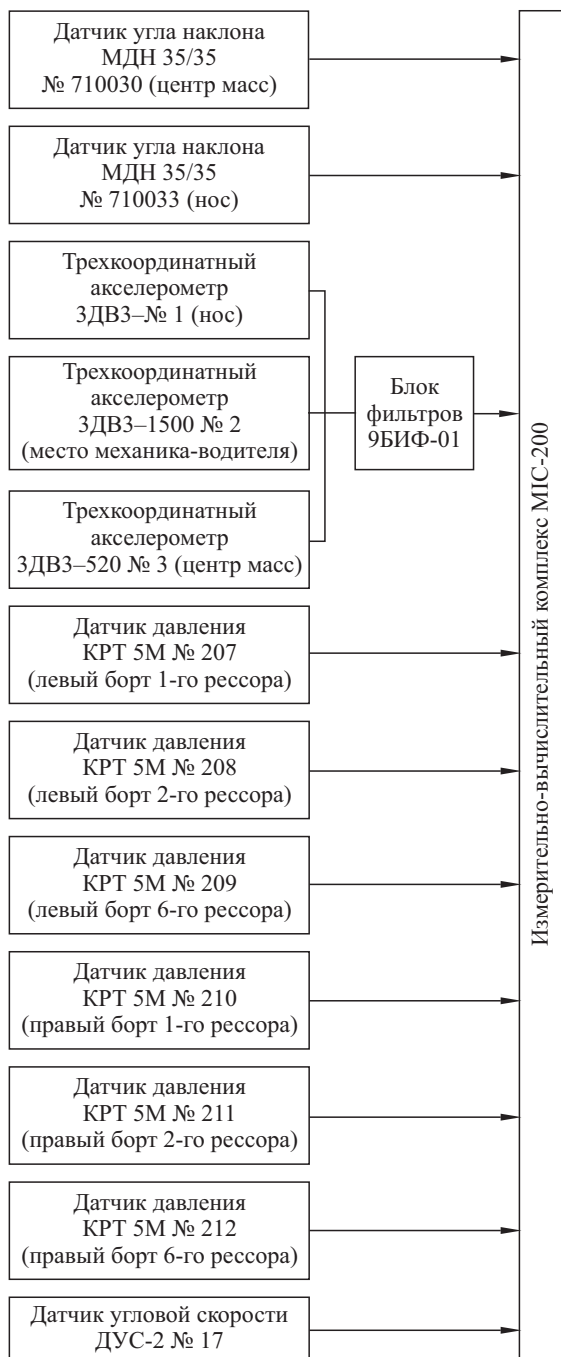 Датчик угла наклона
МДН 35/35
№ 710030 (центр масс)
Датчик угла наклона
МДН 35/35
№ 710033 (нос)
Трехкоординатный
акселерометр
3ДВЗ–№ 1 (нос)
Трехкоординатный
акселерометр
3ДВЗ–1500 № 2
(место механика-водителя)
Трехкоординатный
акселерометр
3ДВЗ–520 № 3 (центр масс)
Блок
фильтров
9БИФ-01
Датчик давления
КРТ 5М № 207
(левый борт 1-го рессора)
Датчик давления
КРТ 5М № 208
(левый борт 2-го рессора)
Датчик давления
КРТ 5М № 209
(левый борт 6-го рессора)
Датчик давления
КРТ 5М № 210
(правый борт 1-го рессора)
Датчик давления
КРТ 5М № 211
(правый борт 2-го рессора)
Датчик давления
КРТ 5М № 212
(правый борт 6-го рессора)
Датчик угловой скорости
ДУС-2 № 17
Измерительно-вычислительный комплекс MIC-200